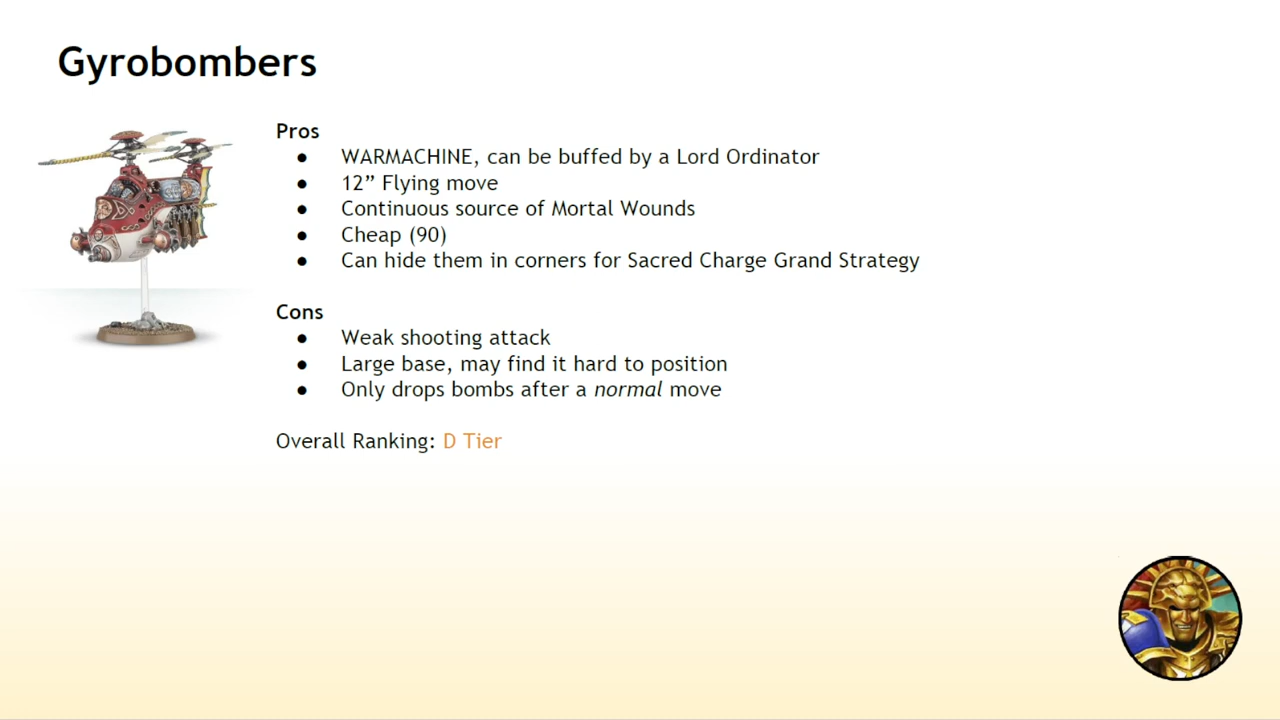 Gyrobombers
Pros
● WARMACHINE, can be buffed by a Lord Ordinator
● 12” Flying move
● Continuous source of Mortal Wounds
● Cheap (90)
● Can hide them in corners for Sacred Charge Grand Strategy
Cons
● Weak shooting attack
● Large base, may find it hard to position
● Only drops bombs after a normal move
Overall Ranking: D Tier